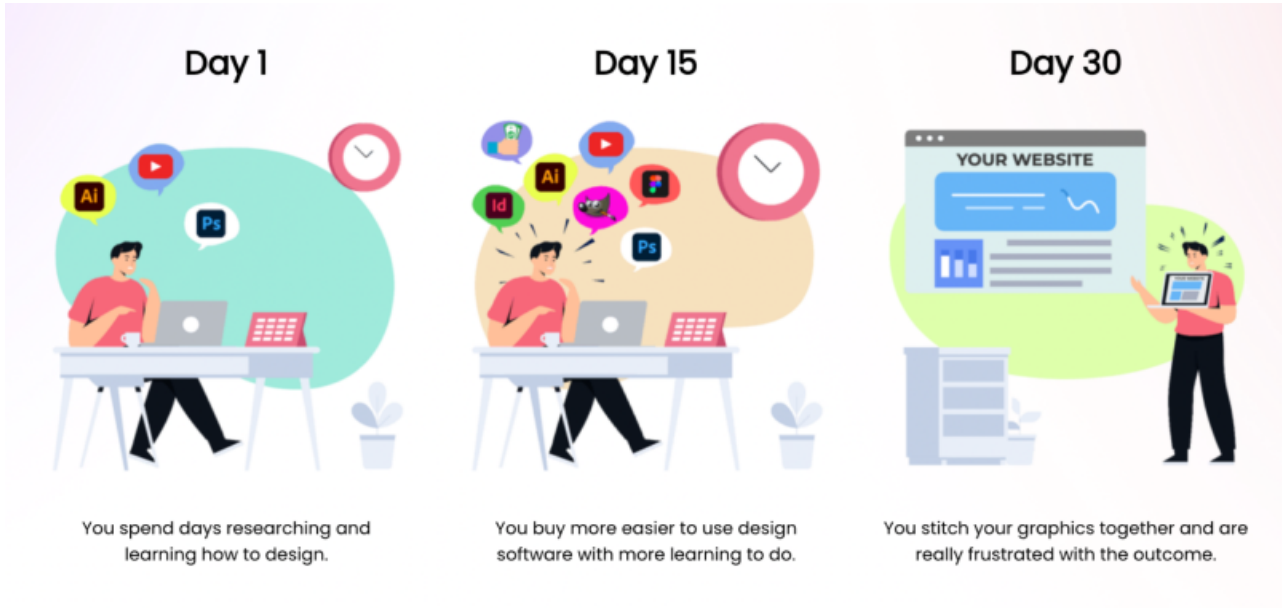 Day 1
Day 15
Day 30
Ai
Ps
Id
Ai
Ps
YOUR WEBSITE
You spend days researching and
learning how to design.
You buy more easier to use design
software with more learning to do.
You stitch your graphics together and are
really frustrated with the outcome.